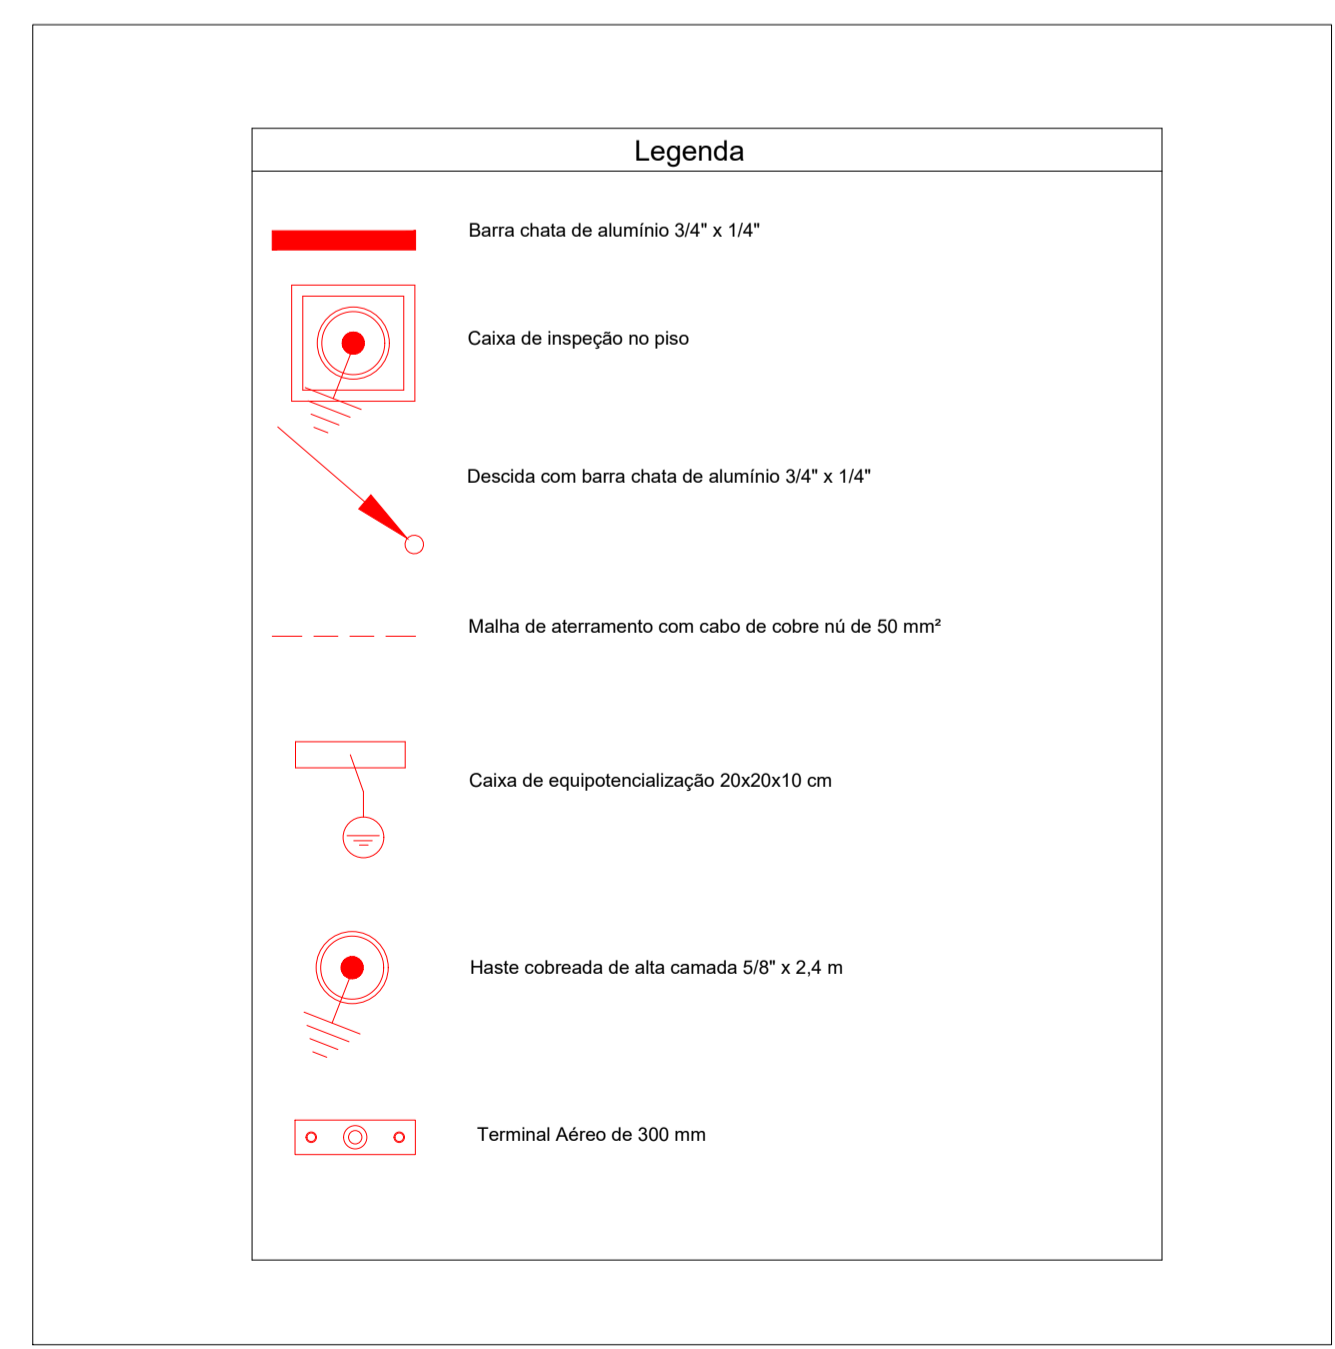 Legenda
Barra chata de alumínio 3/4" x 1/4"
Caixa de inspeção no piso
Descida com barra chata de alumínio 3/4" x 1/4"
Malha de aterramento com cabo de cobre nú de 50 mm²
Caixa de equipotencialização 20x20x10 cm
Haste cobreada de alta camada 5/8" x 2,4 m
Terminal Aéreo de 300 mm